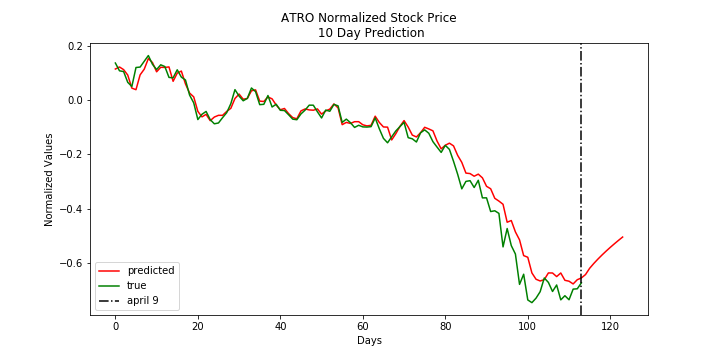 ATRO Normalized Stock Price
10 Day Prediction
0.2
0.0
−0.2
−0.4
−0.6
Normalized Values
predicted
true
april 9
0
20
40
60
80
100
120
Days